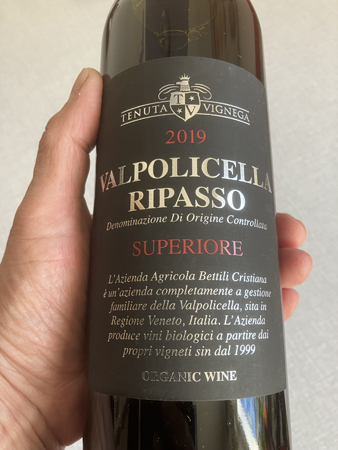 TENUTA TV VIGNEGA
2019
VALPOLICELLA
RIPASSO
Denominazione Di Origine Controllata
SUPERIORE
L'Azienda Agricola Bettili Cristiana
è un'azienda completamente a gestione
familiare della Valpolicella, sita in
Regione Veneto, Italia. L'Azienda
produce vini biologici a partire dai
propri vigneti sin dal 1999
ORGANIC WINE